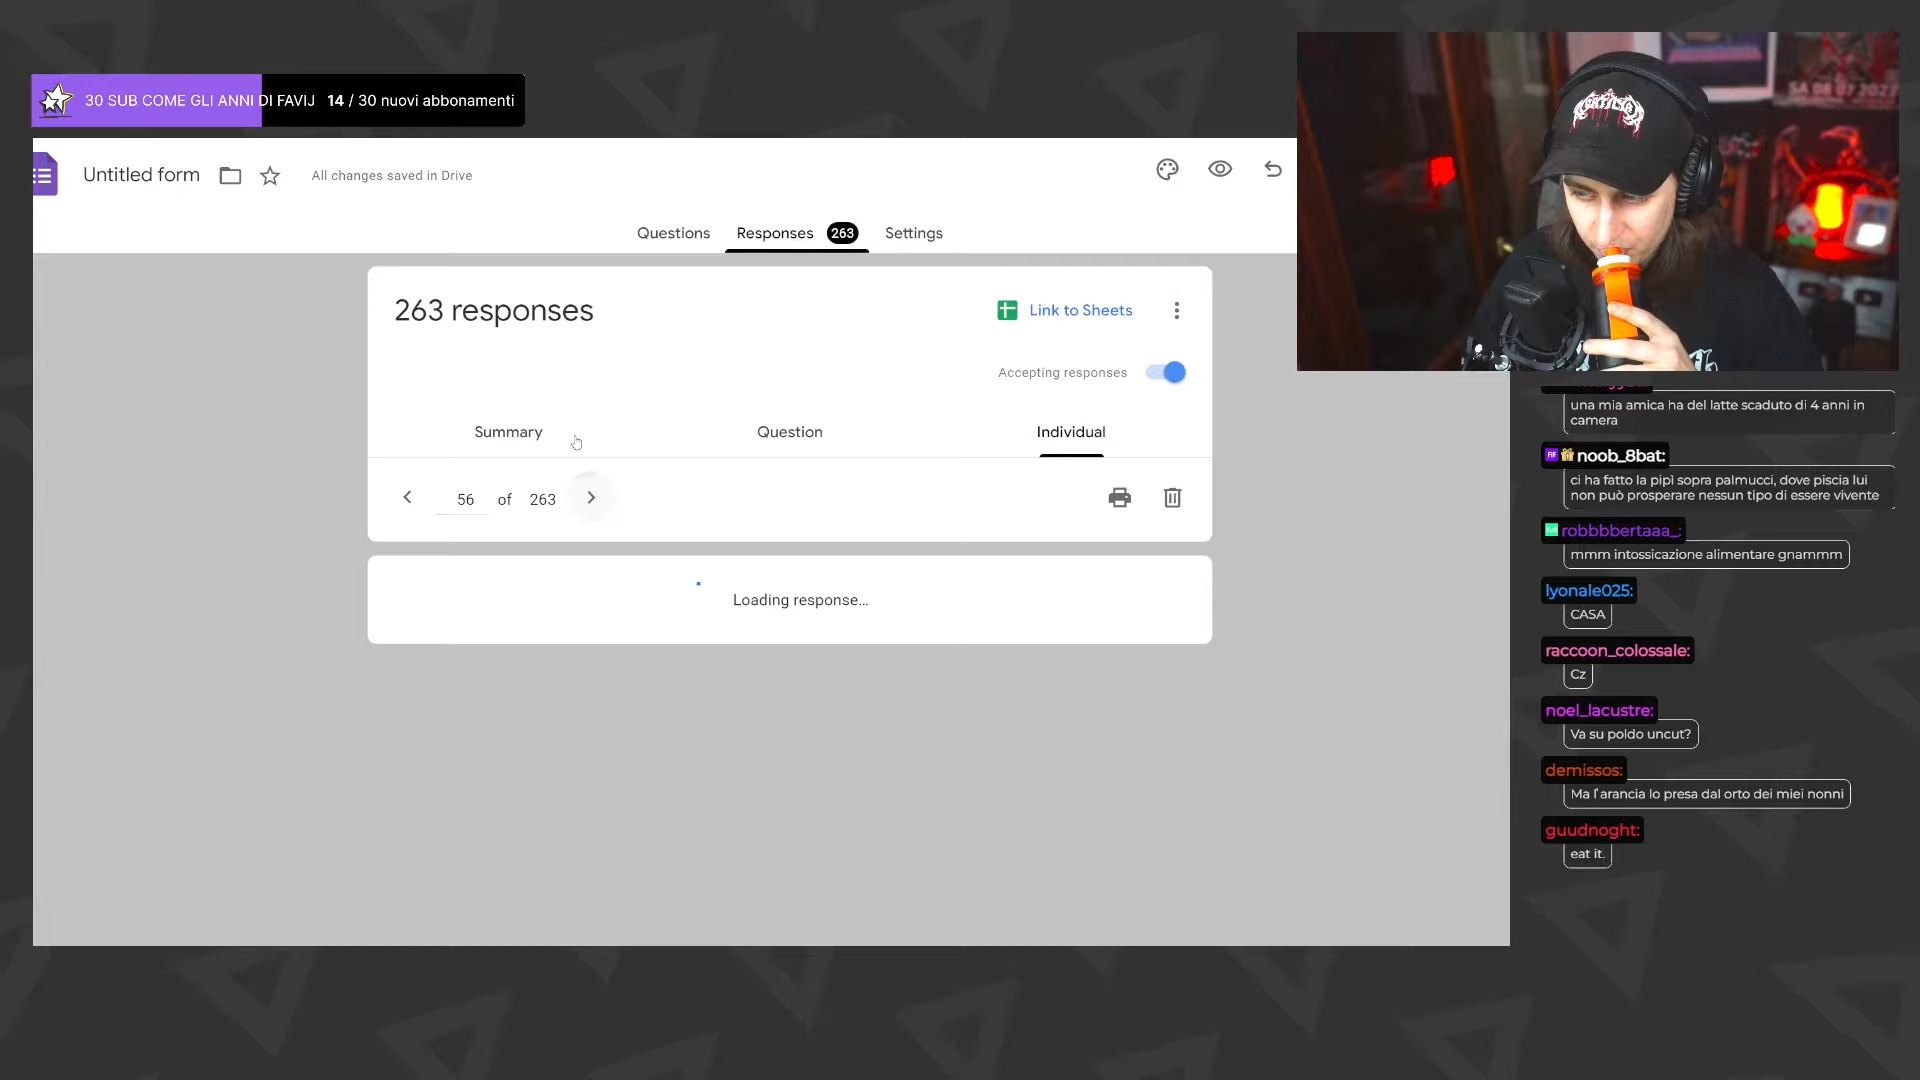 30 SUB COME GLI ANNI DI FAVIJ 14 / 30 nuovi abbonamenti
Untitled form
All changes saved in Drive
Questions
Responses 263
Settings
263 responses
Link to Sheets
Accepting responses
Summary
Question
Individual
56 of 263
Loading response...
SA 08 07 202
una mia amica ha del latte scaduto di 4 anni in
camera
noob_8bat:
ci ha fatto la pipì sopra palmucci, dove piscia lui
non può prosperare nessun tipo di essere vivente
robbbbertaaa_:
mmm intossicazione alimentare gnammm
lyonale025:
CASA
raccoon_colossale:
Cz
noel_lacustre:
Va su poldo uncut?
demissos:
Ma l'arancia lo presa dal orto dei miei nonni
guudnoght:
eat it.